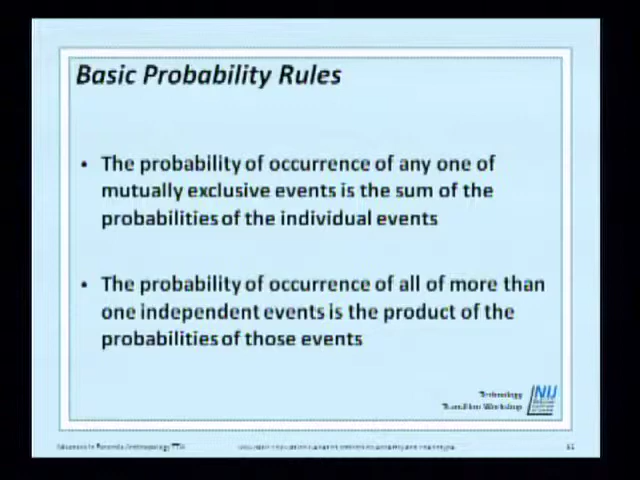 Basic Probability Rules
• The probability of occurrence of any one of
mutually exclusive events is the sum of the
probabilities of the individual events
• The probability of occurrence of all of more than
one independent events is the product of the
probabilities of those events
Technology
Transition Workshop
NIJ